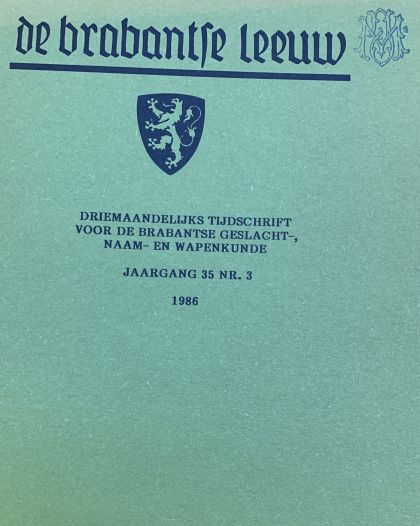 de brabantse leeuw
DRIEMAANDELIJKS TIJDSCHRIFT
VOOR DE BRABANTSE GESLACHT-,
NAAM- EN WAPENKUNDE
JAARGANG 35 NR. 3
1986